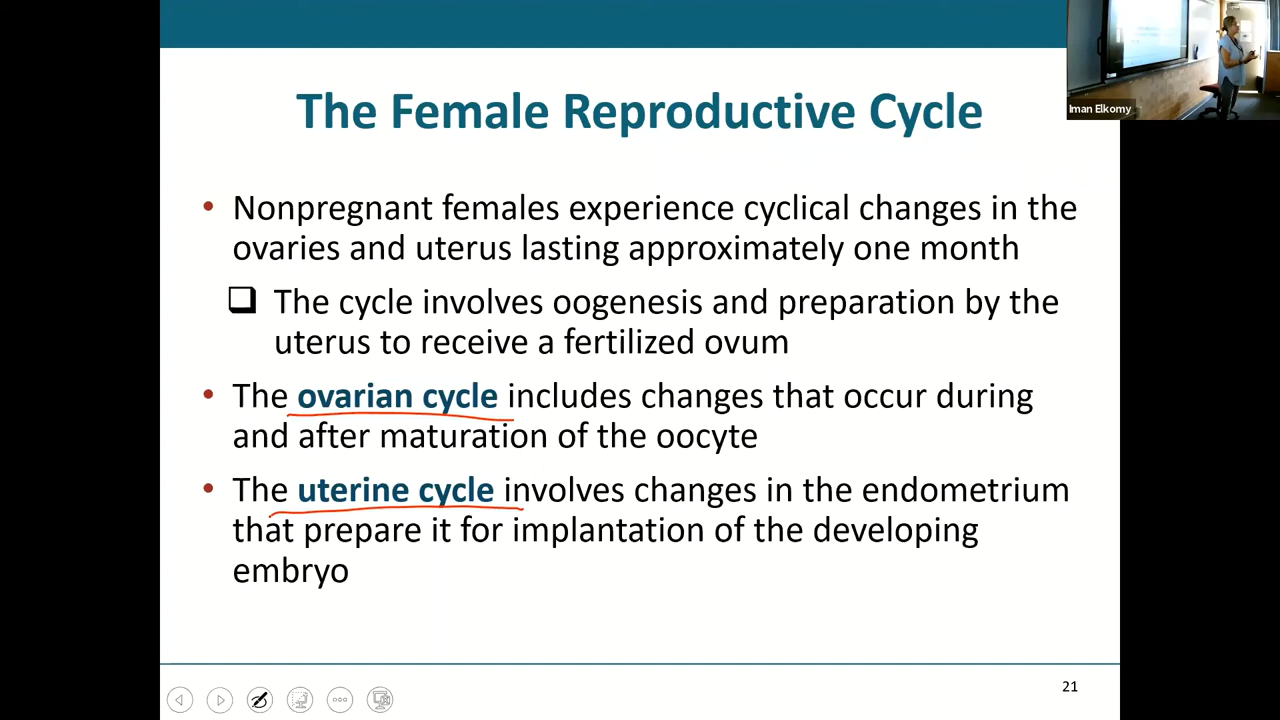 Iman Elkomy
The Female Reproductive Cycle
• Nonpregnant females experience cyclical changes in the
ovaries and uterus lasting approximately one month
❑ The cycle involves oogenesis and preparation by the
uterus to receive a fertilized ovum
• The ovarian cycle includes changes that occur during
and after maturation of the oocyte
• The uterine cycle involves changes in the endometrium
that prepare it for implantation of the developing
embryo
21